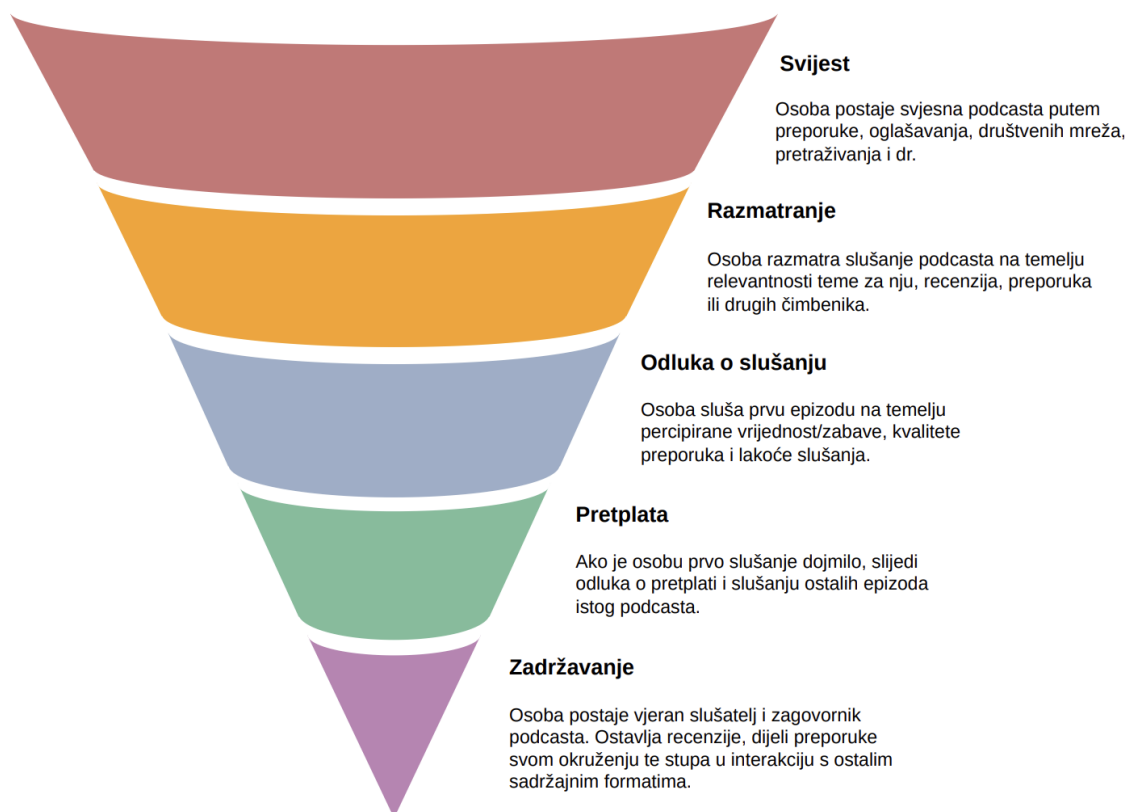 Svijest
Osoba postaje svjesna podcasta putem
preporuke, oglašavanja, društvenih mreža,
pretraživanja i dr.
Razmatranje
Osoba razmatra slušanje podcasta na temelju
relevantnosti teme za nju, recenzija, preporuka
ili drugih čimbenika.
Odluka o slušanju
Osoba sluša prvu epizodu na temelju
percipirane vrijednost/zabave, kvalitete
preporuka i lakoće slušanja.
Pretplata
Ako je osobu prvo slušanje dojmilo, slijedi
odluka o pretplati i slušanju ostalih epizoda
istog podcasta.
Zadržavanje
Osoba postaje vjeran slušatelj i zagovornik
podcasta. Ostavlja recenzije, dijeli preporuke
svom okruženju te stupa u interakciju s ostalim
sadržajnim formatima.